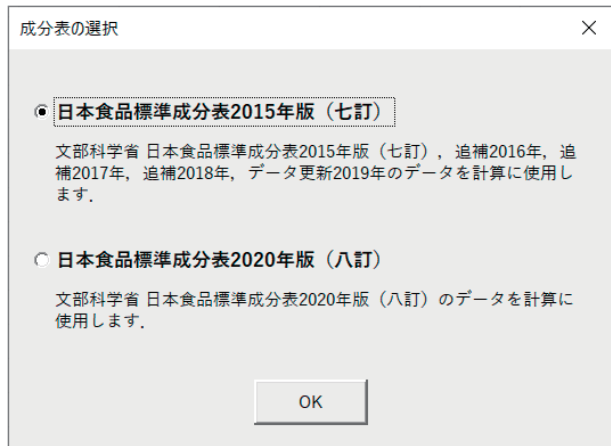 成分表の選択
日本食品標準成分表2015年版（七訂）
文部科学省 日本食品標準成分表2015年版（七訂），追補2016年，追
補2017年，追補2018年，データ更新2019年のデータを計算に使用し
ます．
日本食品標準成分表2020年版（八訂）
文部科学省 日本食品標準成分表2020年版（八訂）のデータを計算に
使用します．
OK